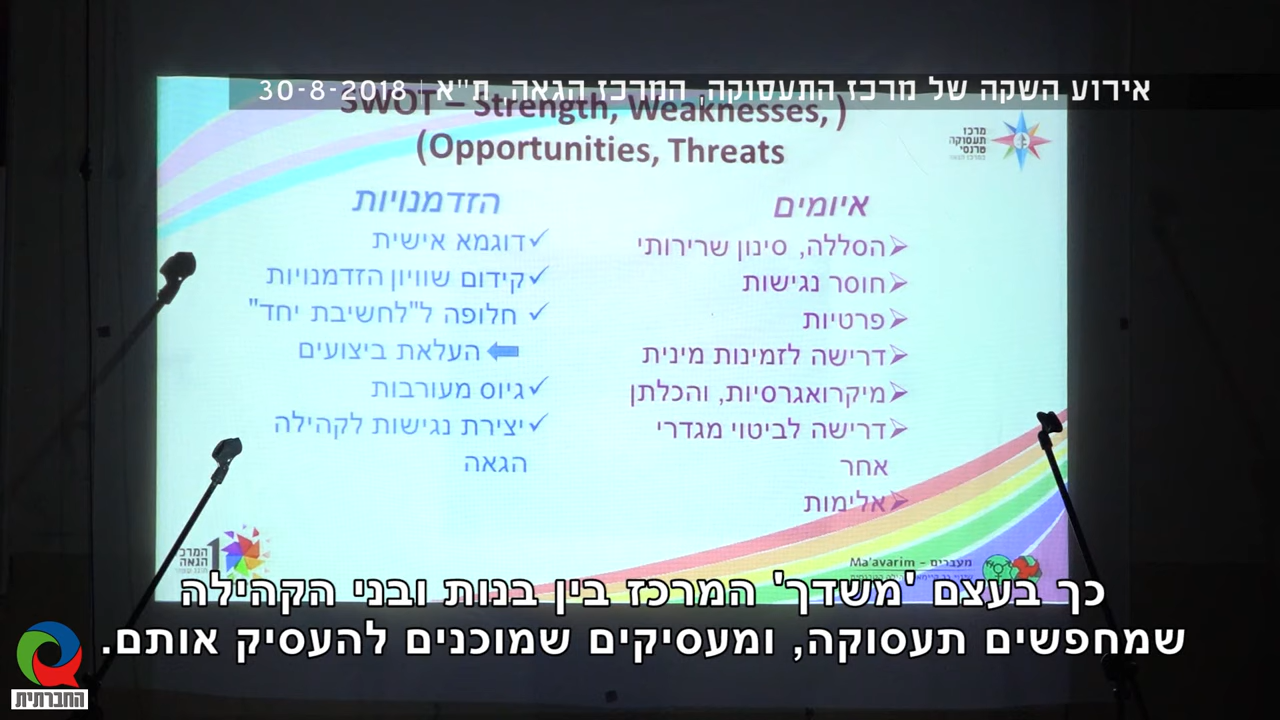 אירוע השקה של מרכז התעסוקה, המרכז הגאה, ת"א | 30-8-2018
SWOT – Strength, Weaknesses, )
(Opportunities, Threats
מרכז
תעסוקה
טרנסי
איומים
הסללה, סינון שרירותי
חוסר נגישות
פרטיות
דרישה לזמינות מינית
מיקרואגרסיות, והכלתן
דרישה לביטוי מגדרי
אחר
אלימות
הזדמנויות
דוגמא אישית
קידום שוויון הזדמנויות
חלופה ל"לחשיבת יחד"
העלאת ביצועים
גיוס מעורבות
יצירת נגישות לקהילה
הגאה
המרכז
הגאה
מעברים – Ma'avarim
כך בעצם 'משדך' המרכז בין בנות ובני הקהילה
שמחפשים תעסוקה, ומעסיקים שמוכנים להעסיק אותם.
החברתית